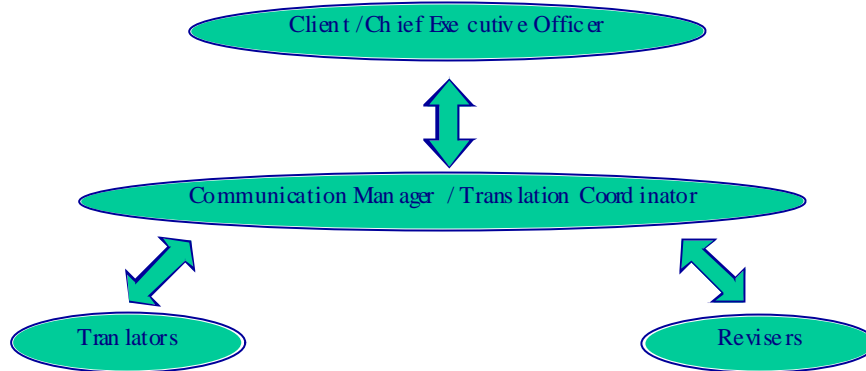 Client /Chief Executive Officer
Communication Manager / Translation Coordinator
Tranlators
Revisers